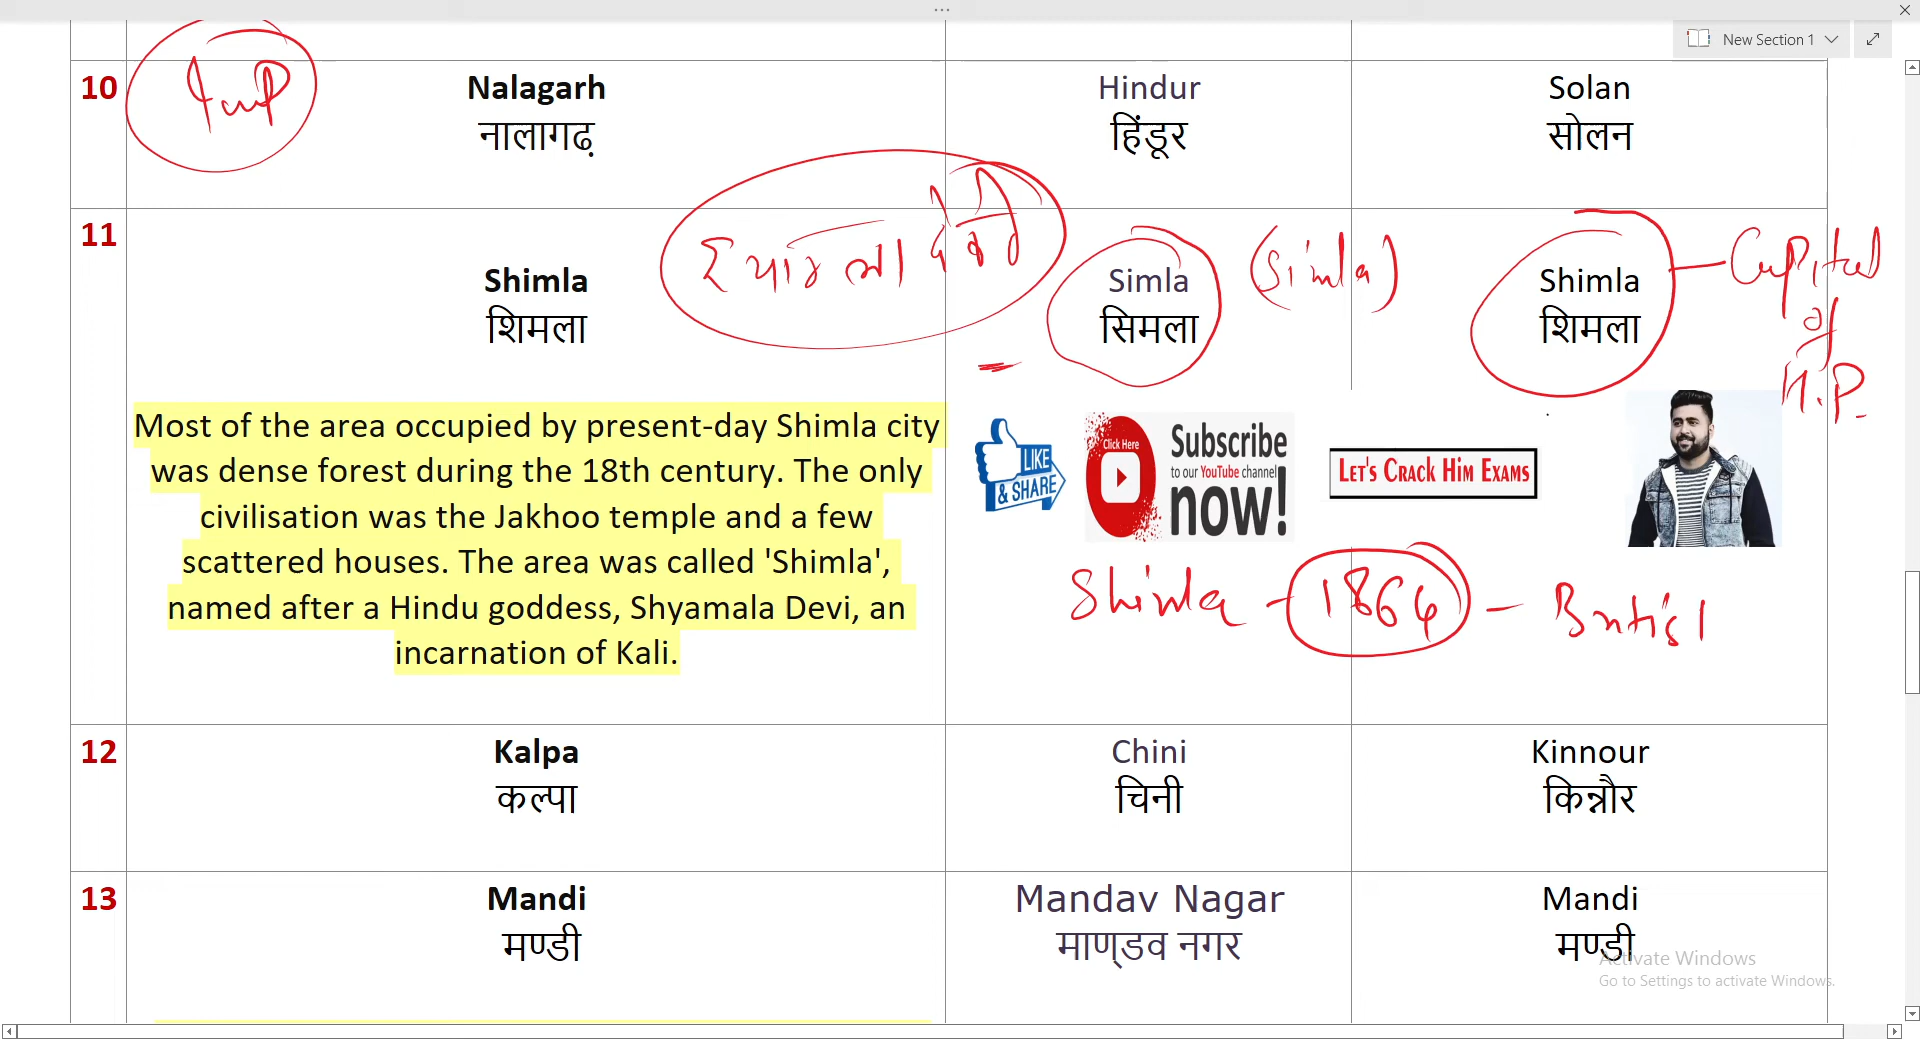 New Section 1
10
Imp
Nalagarh
नालागढ़
Hindur
हिंडूर
Solan
सोलन
11
Shimla
शिमला
श्यामला देवी
Simla
सिमला
(Simla)
Shimla
शिमला
Capital
of
H.P.
Most of the area occupied by present-day Shimla city
was dense forest during the 18th century. The only
civilisation was the Jakhoo temple and a few
scattered houses. The area was called 'Shimla',
named after a Hindu goddess, Shyamala Devi, an
incarnation of Kali.
LIKE
& SHARE
Click Here
Subscribe
to our YouTube channel
now!
LET'S CRACK HIM EXAMS
Shimla - 1864 -
12
Kalpa
कल्पा
Chini
चिनी
Kinnour
किन्नौर
13
Mandi
मण्डी
Mandav Nagar
माण्डव नगर
Mandi
मण्डी
Activate Windows
Go to Settings to activate Windows.